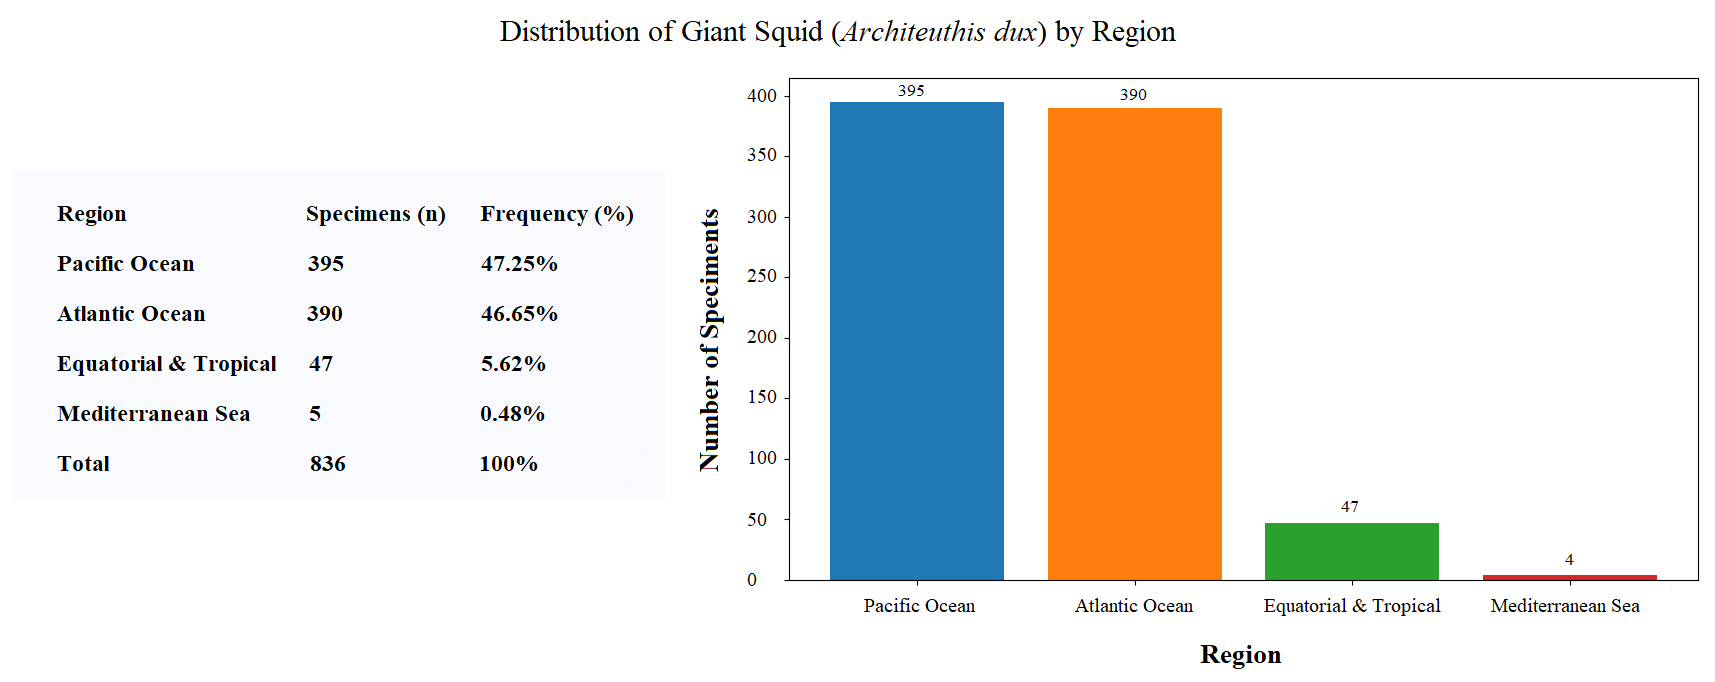 Distribution of Giant Squid (Architeuthis dux) by Region
Region Specimens (n) Frequency (%)
Pacific Ocean 395 47.25%
Atlantic Ocean 390 46.65%
Equatorial & Tropical 47 5.62%
Mediterranean Sea 5 0.48%
Total 836 100%
Number of Speciments
400
350
300
250
200
150
100
50
0
395
390
47
4
Pacific Ocean
Atlantic Ocean
Equatorial & Tropical
Mediterranean Sea
Region